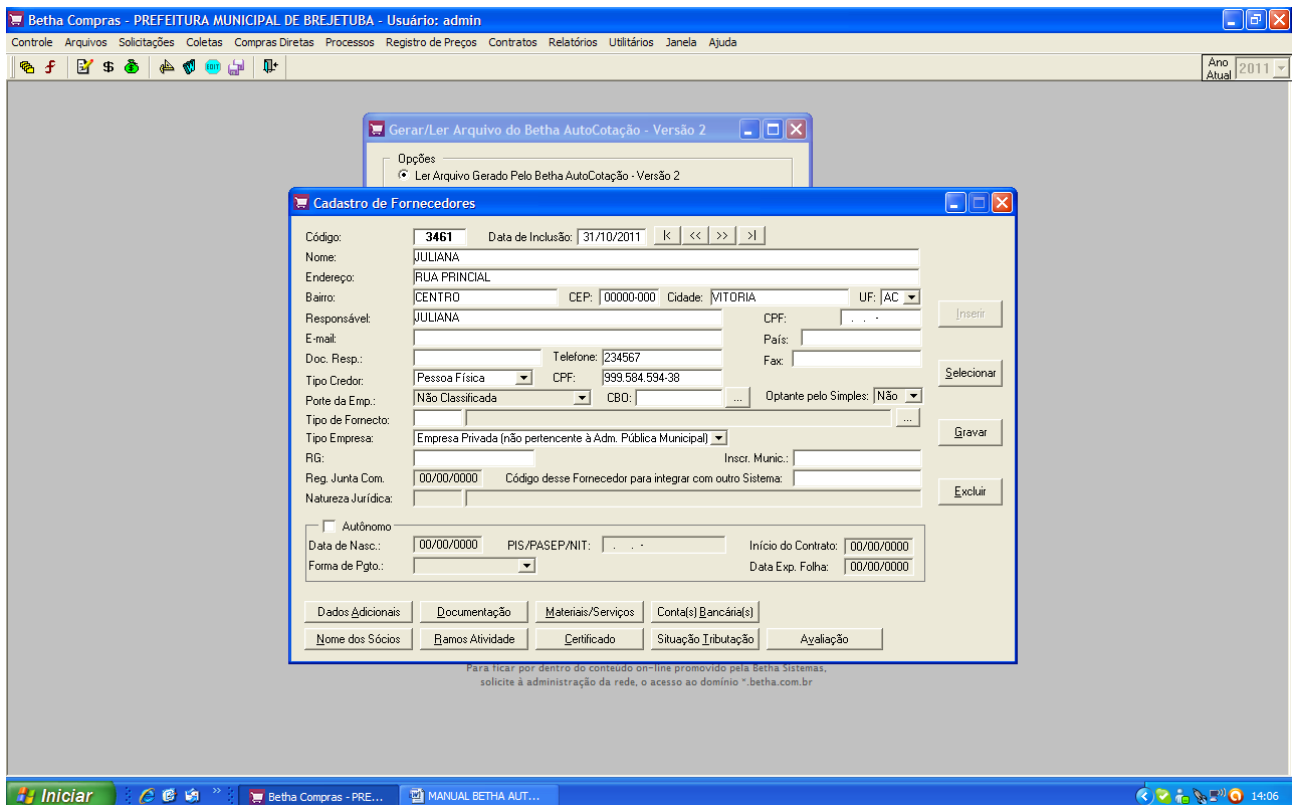 Betha Compras - PREFEITURA MUNICIPAL DE BREJETUBA - Usuário: admin
Controle Arquivos Solicitações Coletas Compras Diretas Processos Registro de Preços Contratos Relatórios Utilitários Janela Ajuda
Ano Atual 2011
Gerar/Ler Arquivo do Betha AutoCotação - Versão 2
Opções
Ler Arquivo Gerado Pelo Betha AutoCotação - Versão 2
Cadastro de Fornecedores
Código: 3461 Data de Inclusão: 31/10/2011 |< << >> >|
Nome: JULIANA
Endereço: RUA PRINCIAL
Bairro: CENTRO CEP: 00000-000 Cidade: VITORIA UF: AC
Responsável: JULIANA CPF: . . -
E-mail: País:
Doc. Resp.: Telefone: 234567 Fax:
Tipo Credor: Pessoa Física CPF: 999.584.594-38
Porte da Emp.: Não Classificada CBO: ... Optante pelo Simples: Não
Tipo de Fornecto: ...
Tipo Empresa: Empresa Privada (não pertencente à Adm. Pública Municipal)
RG: Inscr. Munic.:
Reg. Junta Com. 00/00/0000 Código desse Fornecedor para integrar com outro Sistema:
Natureza Jurídica:
Inserir
Selecionar
Gravar
Excluir
Autônomo
Data de Nasc.: 00/00/0000 PIS/PASEP/NIT: . . - Início do Contrato: 00/00/0000
Forma de Pgto.: Data Exp. Folha: 00/00/0000
Dados Adicionais Documentação Materiais/Serviços Conta(s) Bancária(s)
Nome dos Sócios Ramos Atividade Certificado Situação Tributação Avaliação
Para ficar por dentro do conteúdo on-line promovido pela Betha Sistemas,
solicite à administração da rede, o acesso ao domínio *.betha.com.br
Iniciar Betha Compras - PRE... MANUAL BETHA AUT... 14:06